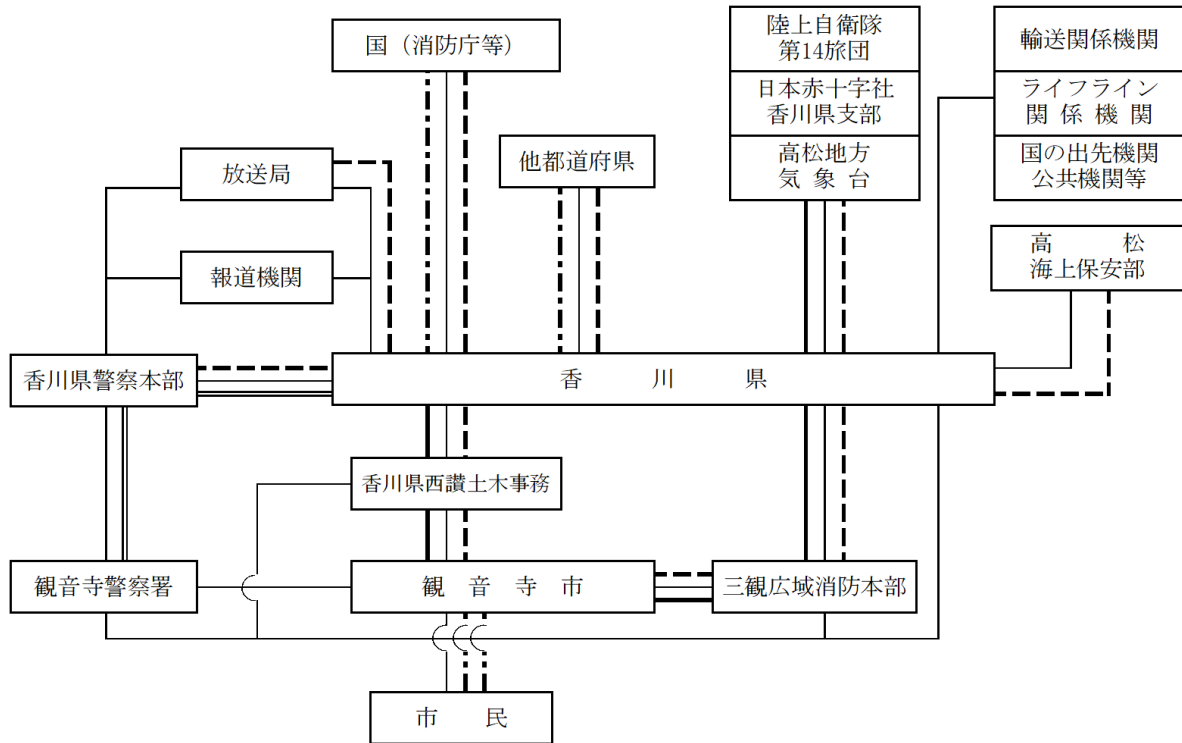 国（消防庁等）
陸上自衛隊
第14旅団
輸送関係機関
日本赤十字社
香川県支部
ライフライン
関係機関
他都道府県
高松地方
気象台
国の出先機関
公共機関等
放送局
報道機関
高松
海上保安部
香川県警察本部
香川県
香川県西讃土木事務
観音寺警察署
観音寺市
三観広域消防本部
市民